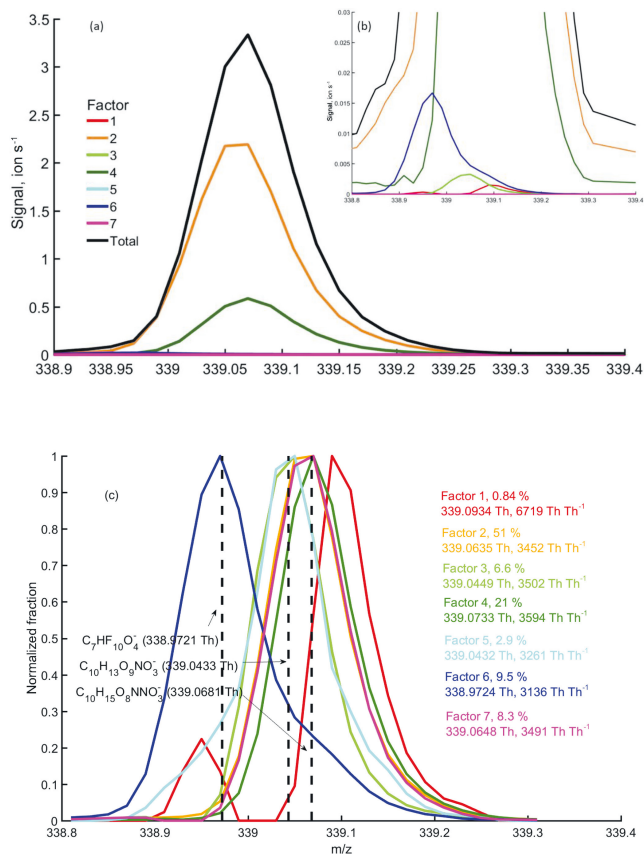 (a)
3.5
3
2.5
2
1.5
1
0.5
0
Signal, ion s⁻¹
Factor
1
2
3
4
5
6
7
Total
338.9 338.95 339 339.05 339.1 339.15 339.2 339.25 339.3 339.35 339.4
(b)
0.03
0.025
0.02
0.015
0.01
0.005
0
Signal, ion s⁻¹
338.8 338.9 339 339.1 339.2 339.3 339.4
(c)
1
0.9
0.8
0.7
0.6
0.5
0.4
0.3
0.2
0.1
0
Normalized fraction
C₇HF₁₀O₄⁻ (338.9721 Th)
C₁₀H₁₃O₉NO₃⁻ (339.0433 Th)
C₁₀H₁₅O₈NNO₃⁻ (339.0681 Th)
Factor 1, 0.84 %
339.0934 Th, 6719 Th Th⁻¹
Factor 2, 51 %
339.0635 Th, 3452 Th Th⁻¹
Factor 3, 6.6 %
339.0449 Th, 3502 Th Th⁻¹
Factor 4, 21 %
339.0733 Th, 3594 Th Th⁻¹
Factor 5, 2.9 %
339.0432 Th, 3261 Th Th⁻¹
Factor 6, 9.5 %
338.9724 Th, 3136 Th Th⁻¹
Factor 7, 8.3 %
339.0648 Th, 3491 Th Th⁻¹
338.8 338.9 339 339.1 339.2 339.3 339.4
m/z